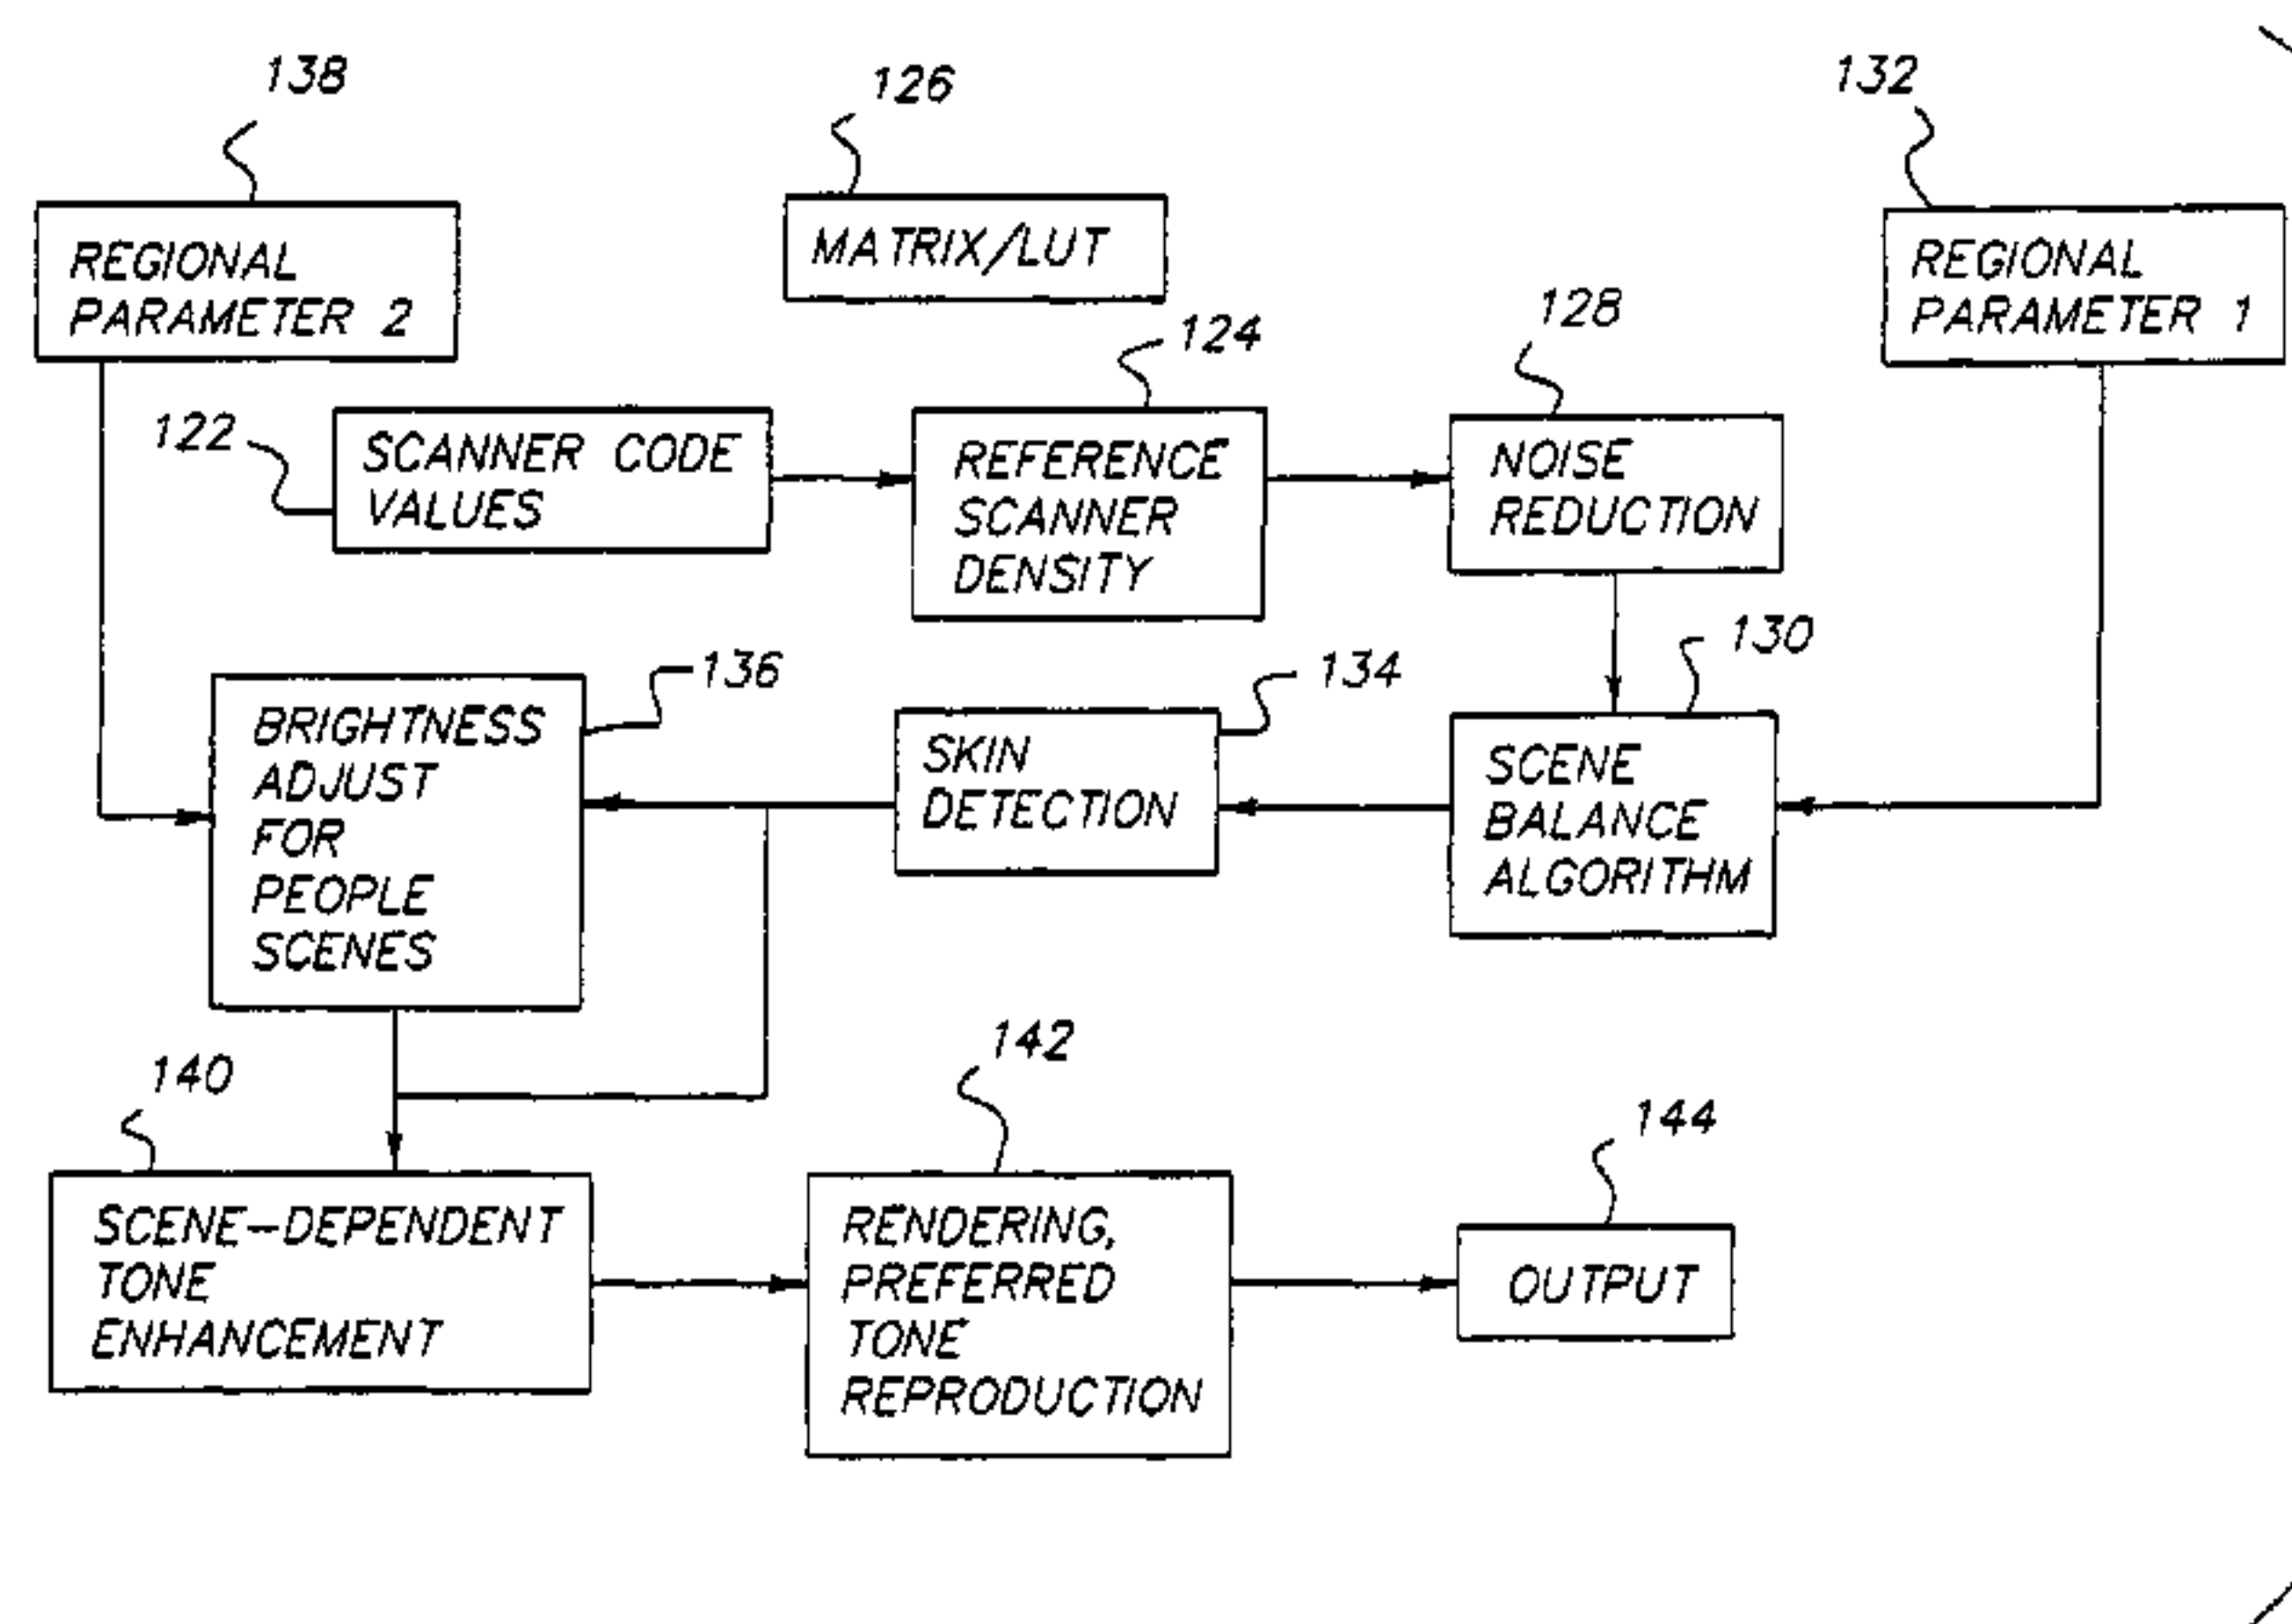 138
126
132
REGIONAL
PARAMETER 2
MATRIX/LUT
REGIONAL
PARAMETER 1
128
124
122
SCANNER CODE
VALUES
REFERENCE
SCANNER
DENSITY
NOISE
REDUCTION
136
134
130
BRIGHTNESS
ADJUST
FOR
PEOPLE
SCENES
SKIN
DETECTION
SCENE
BALANCE
ALGORITHM
140
142
144
SCENE-DEPENDENT
TONE
ENHANCEMENT
RENDERING,
PREFERRED
TONE
REPRODUCTION
OUTPUT